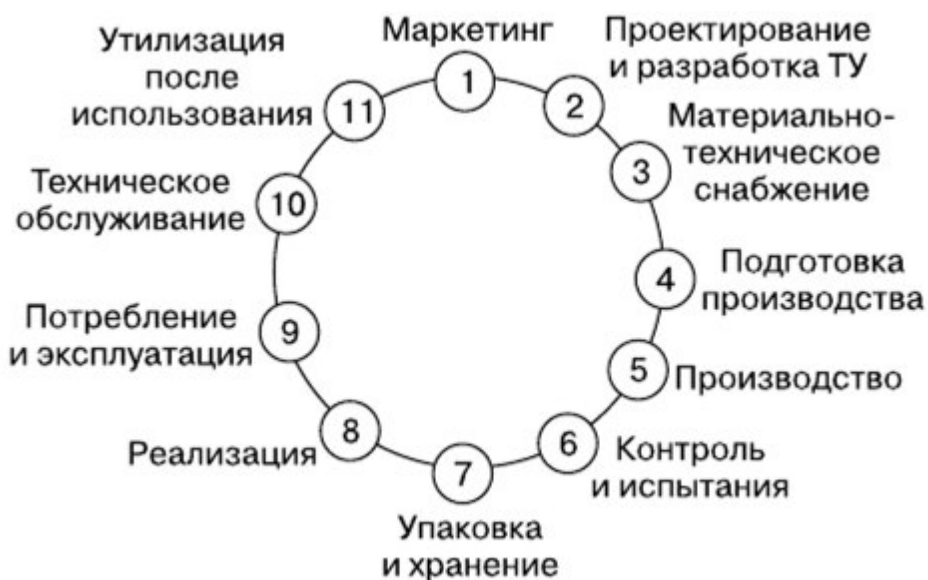 Маркетинг
1
Проектирование
и разработка ТУ
2
Материально-
техническое
снабжение
3
Подготовка
производства
4
Производство
5
Контроль
и испытания
6
Упаковка
и хранение
7
Реализация
8
Потребление
и эксплуатация
9
Техническое
обслуживание
10
Утилизация
после
использования
11